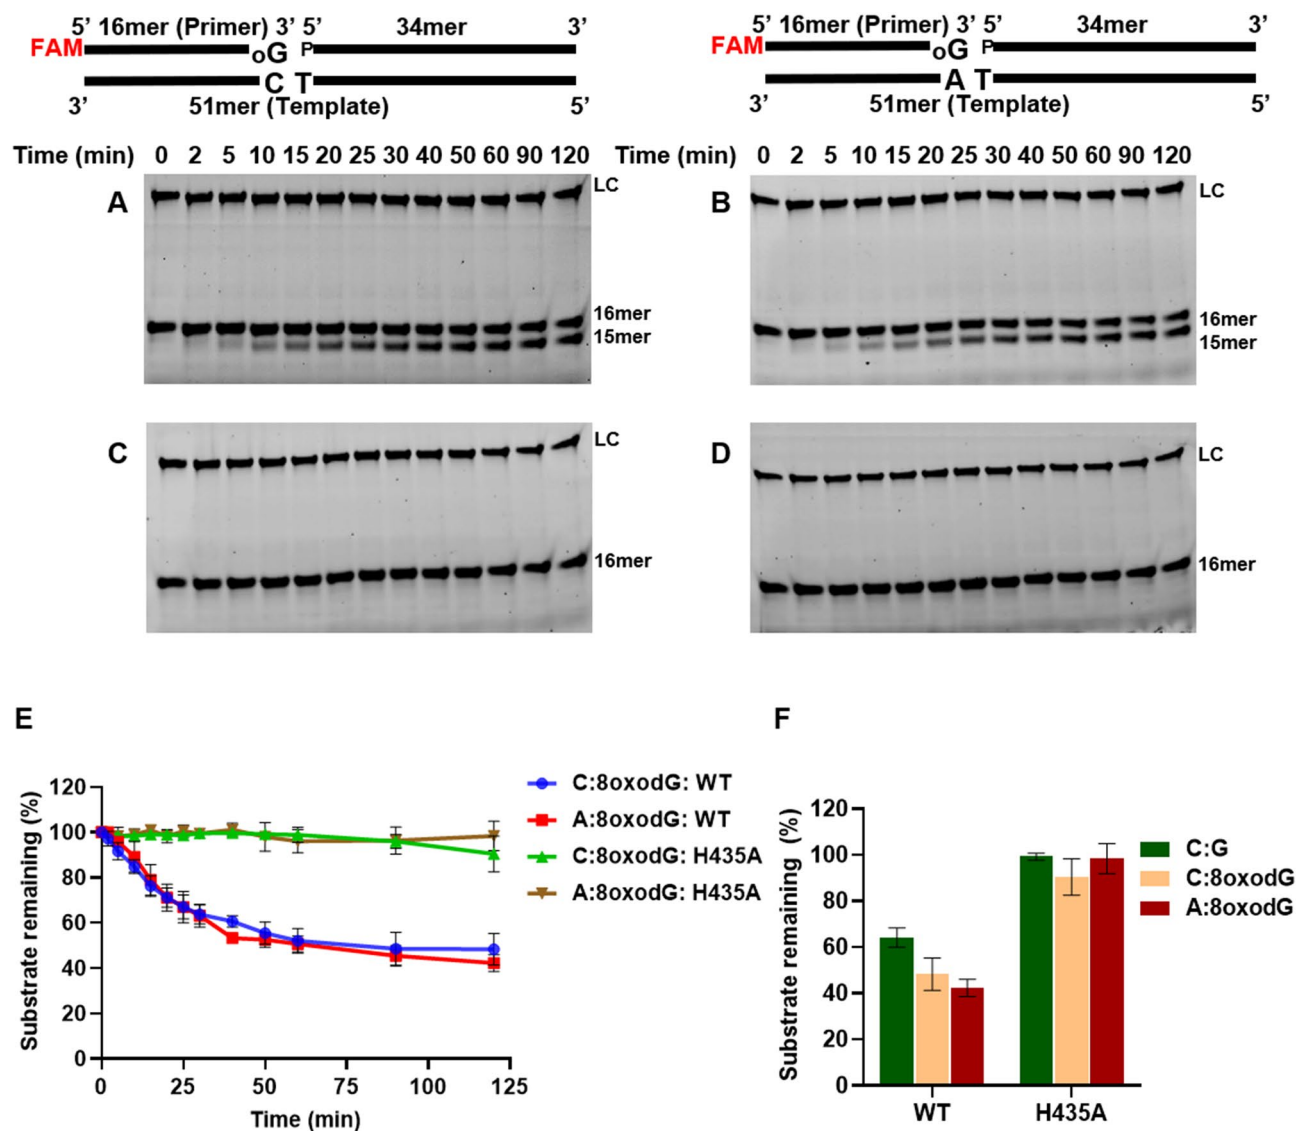 5’ 16mer (Primer) 3’ 5’ 34mer 3’
FAM oG P
C T
3’ 51mer (Template) 5’
5’ 16mer (Primer) 3’ 5’ 34mer 3’
FAM oG P
A T
3’ 51mer (Template) 5’
Time (min) 0 2 5 10 15 20 25 30 40 50 60 90 120
A
LC
16mer
15mer
Time (min) 0 2 5 10 15 20 25 30 40 50 60 90 120
B
LC
16mer
15mer
C
LC
16mer
D
LC
16mer
E
Substrate remaining (%)
120
100
80
60
40
20
0
0 25 50 75 100 125
Time (min)
C:8oxodG: WT
A:8oxodG: WT
C:8oxodG: H435A
A:8oxodG: H435A
F
Substrate remaining (%)
120
100
80
60
40
20
0
WT H435A
C:G
C:8oxodG
A:8oxodG